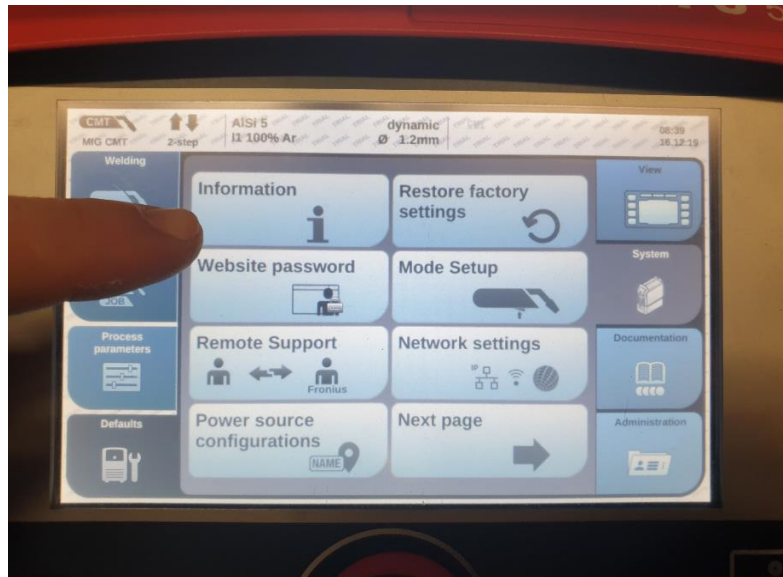 CMT
MIG CMT
2-step
AlSi 5
I1 100% Ar
dynamic
Ø 1.2mm
08:39
16.12.19
Welding
JOB
Process
parameters
Defaults
Information
Restore factory
settings
Website password
Mode Setup
Remote Support
Fronius
Network settings
IP
Power source
configurations
NAME
Next page
View
System
Documentation
Administration